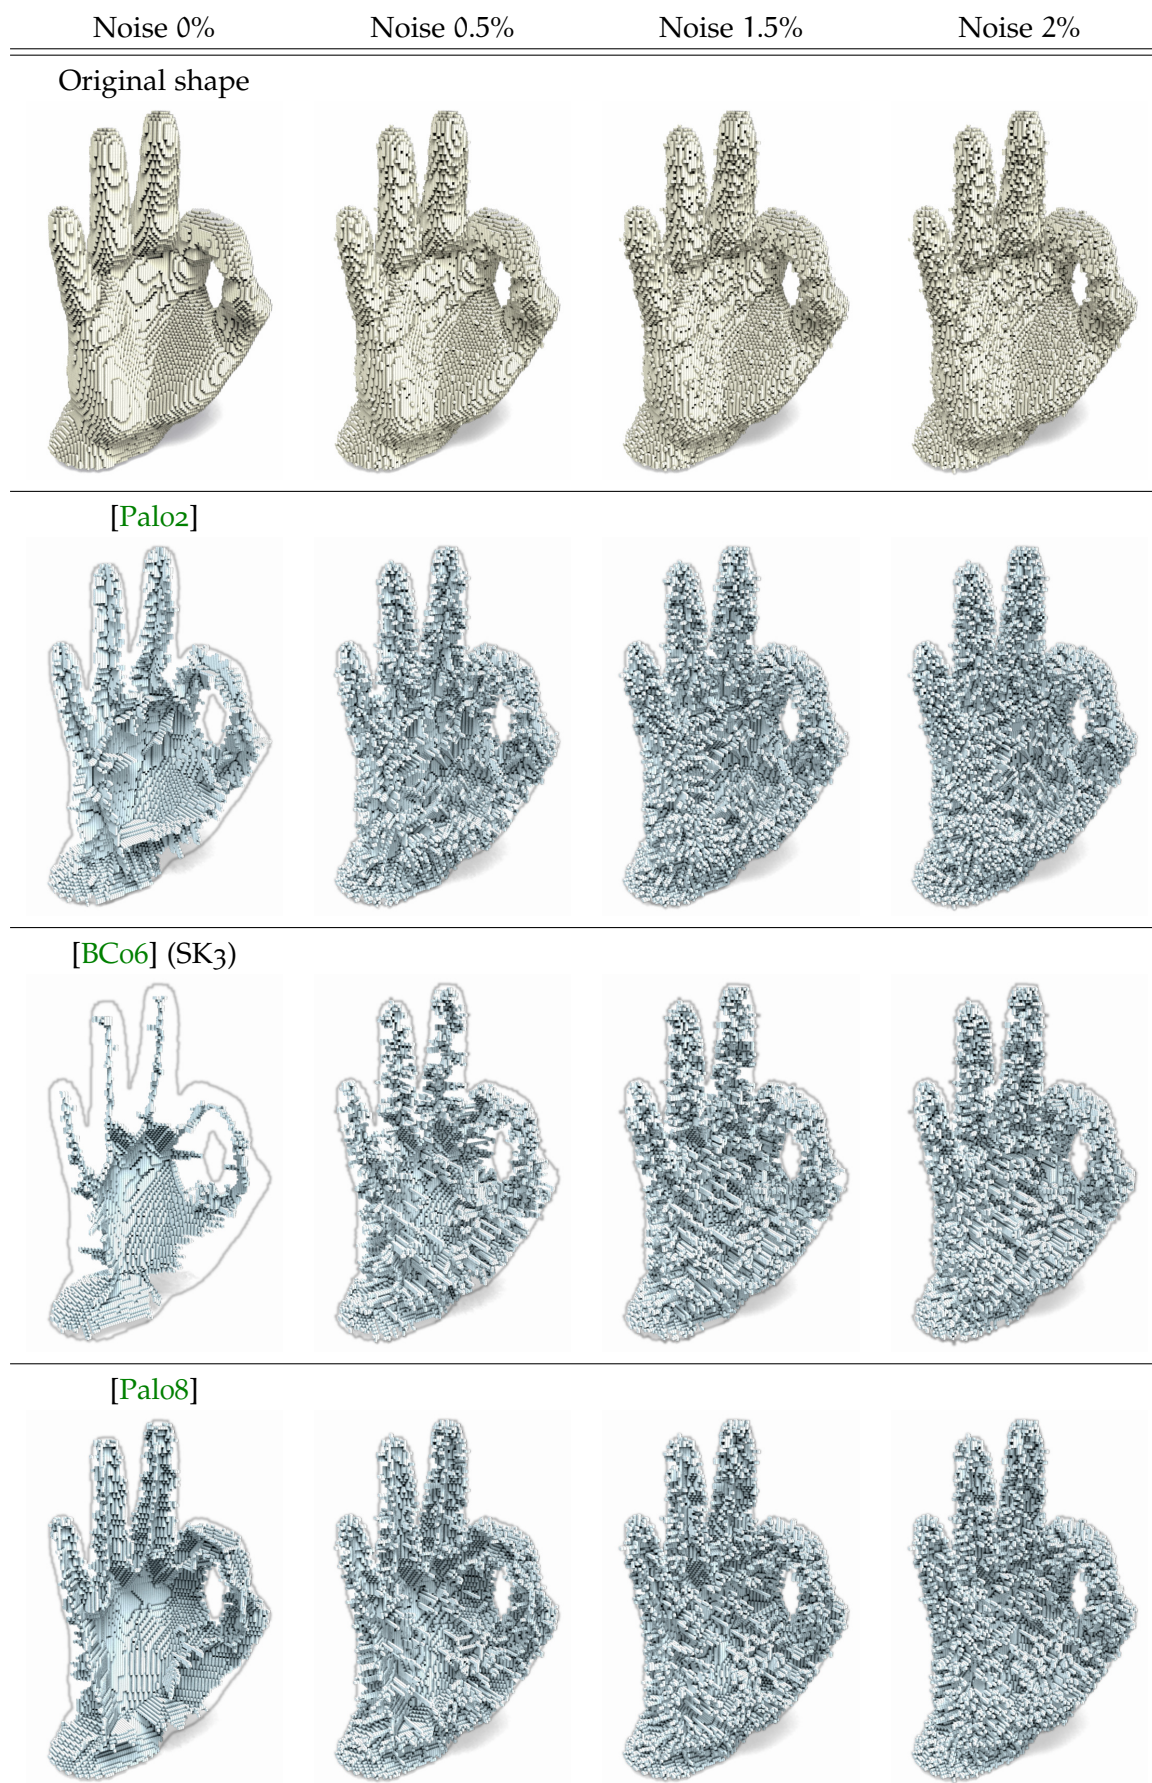 Noise 0% Noise 0.5% Noise 1.5% Noise 2%
Original shape
[Pal02]
[BC06] (SK3)
[Pal08]